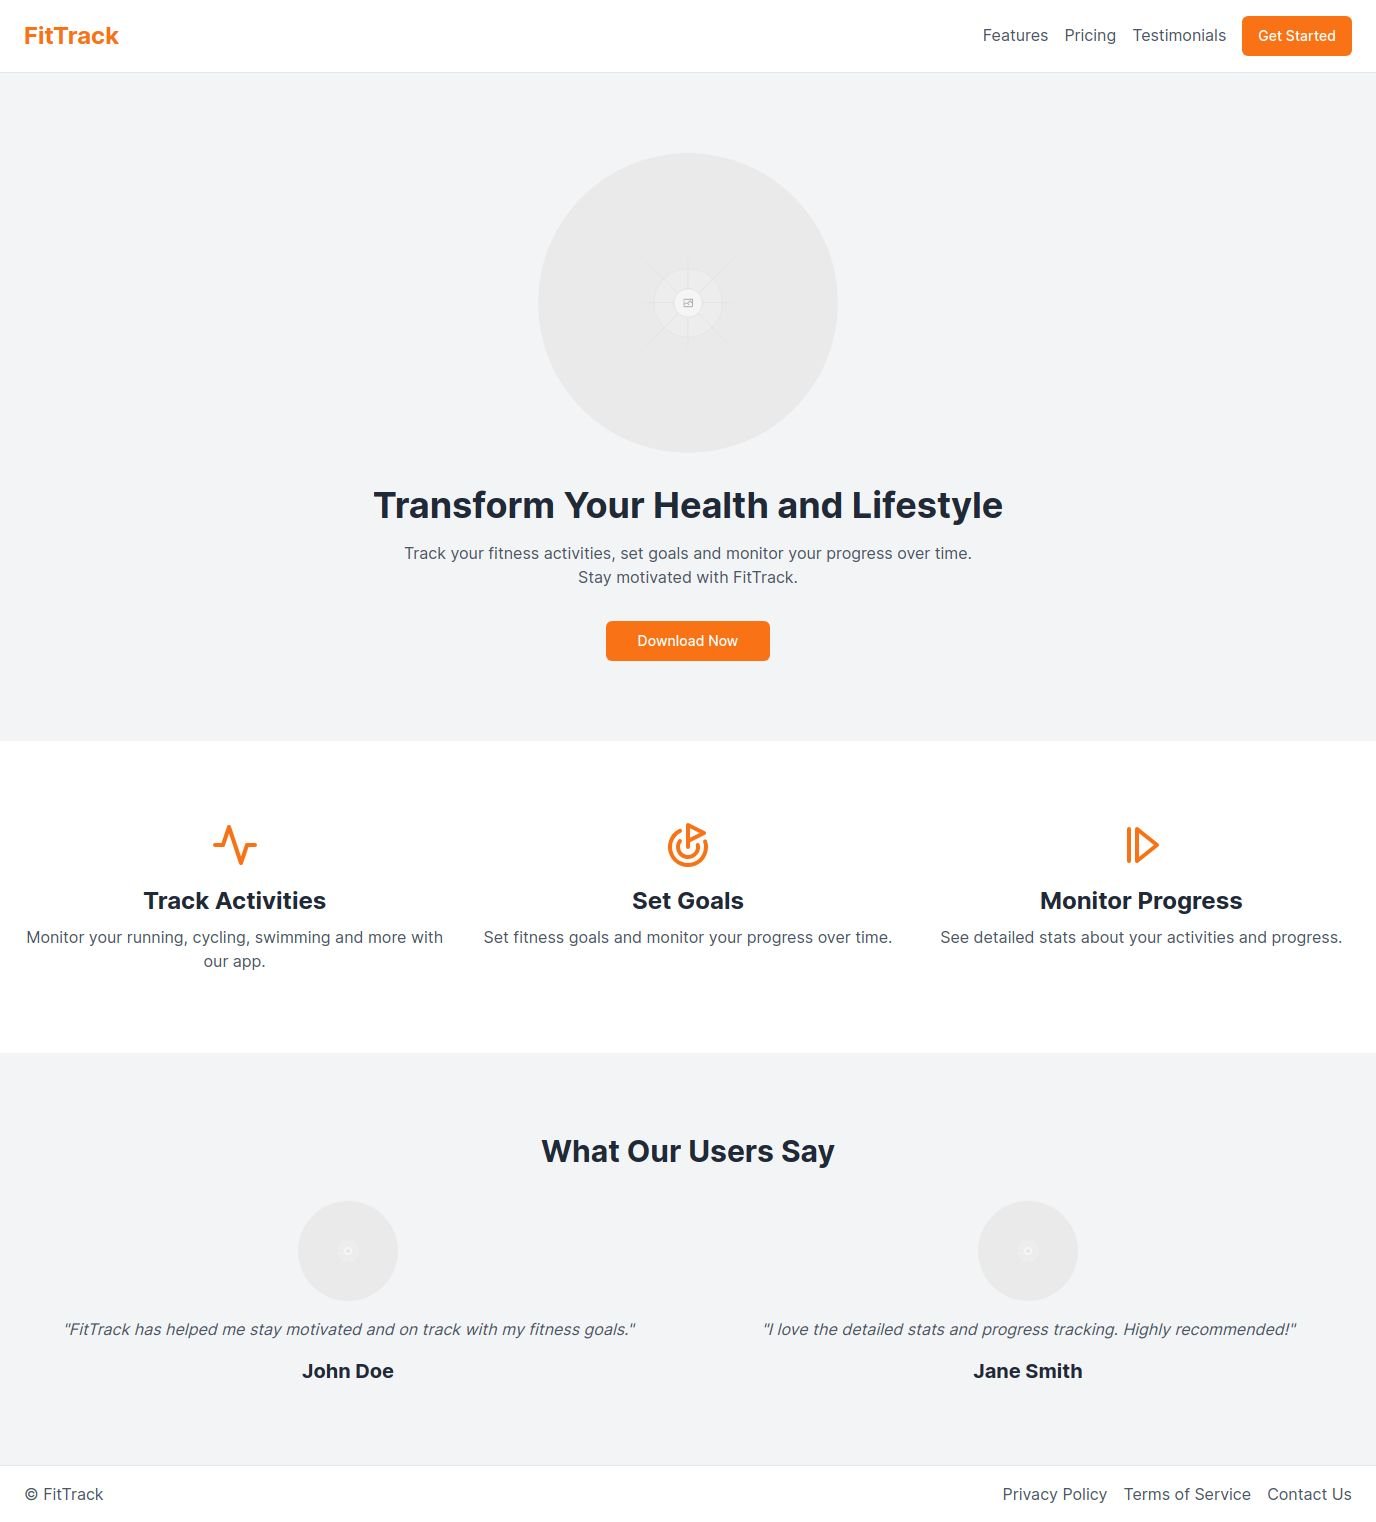 FitTrack
Features Pricing Testimonials Get Started
Transform Your Health and Lifestyle
Track your fitness activities, set goals and monitor your progress over time.
Stay motivated with FitTrack.
Download Now
Track Activities
Monitor your running, cycling, swimming and more with
our app.
Set Goals
Set fitness goals and monitor your progress over time.
Monitor Progress
See detailed stats about your activities and progress.
What Our Users Say
"FitTrack has helped me stay motivated and on track with my fitness goals."
John Doe
"I love the detailed stats and progress tracking. Highly recommended!"
Jane Smith
© FitTrack
Privacy Policy Terms of Service Contact Us